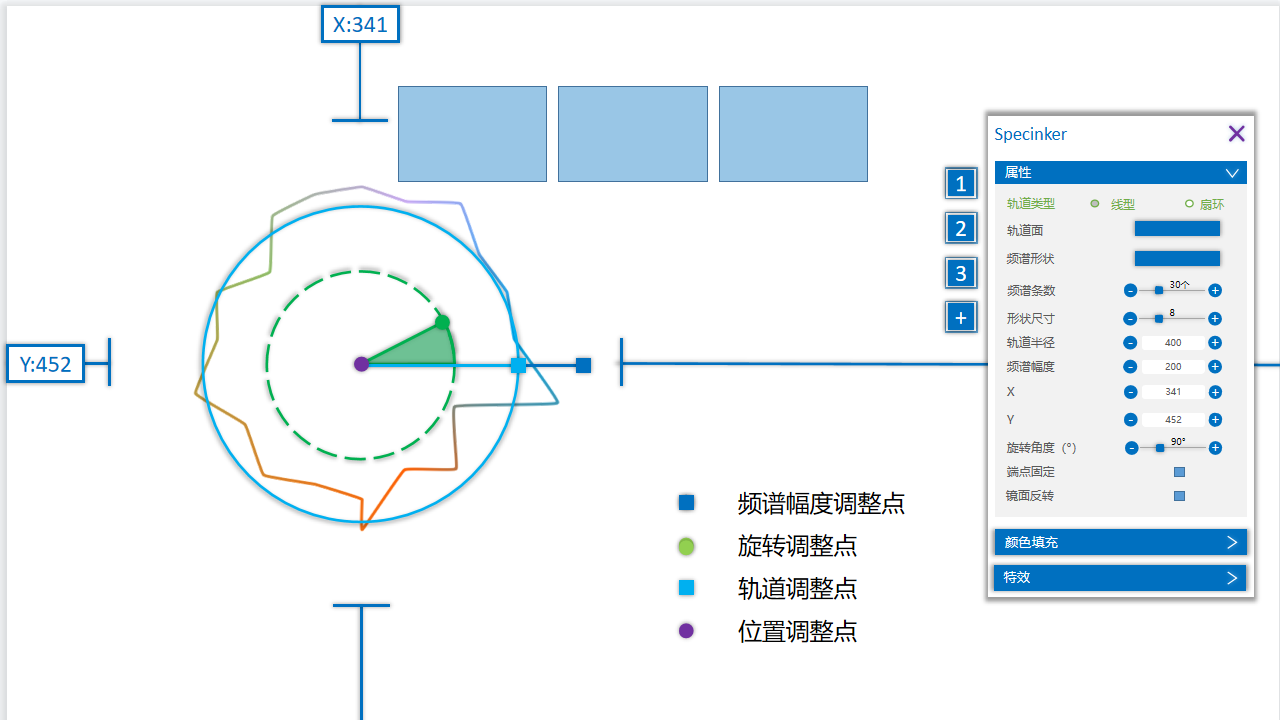 X:341
Y:452
频谱幅度调整点
旋转调整点
轨道调整点
位置调整点
1
2
3
+
Specinker
属性
轨道类型 线型 扇环
轨道面
频谱形状
频谱条数 - 30个 +
形状尺寸 - 8 +
轨道半径 - 400 +
频谱幅度 - 200 +
X - 341 +
Y - 452 +
旋转角度（°） - 90° +
端点固定
镜面反转
颜色填充
特效